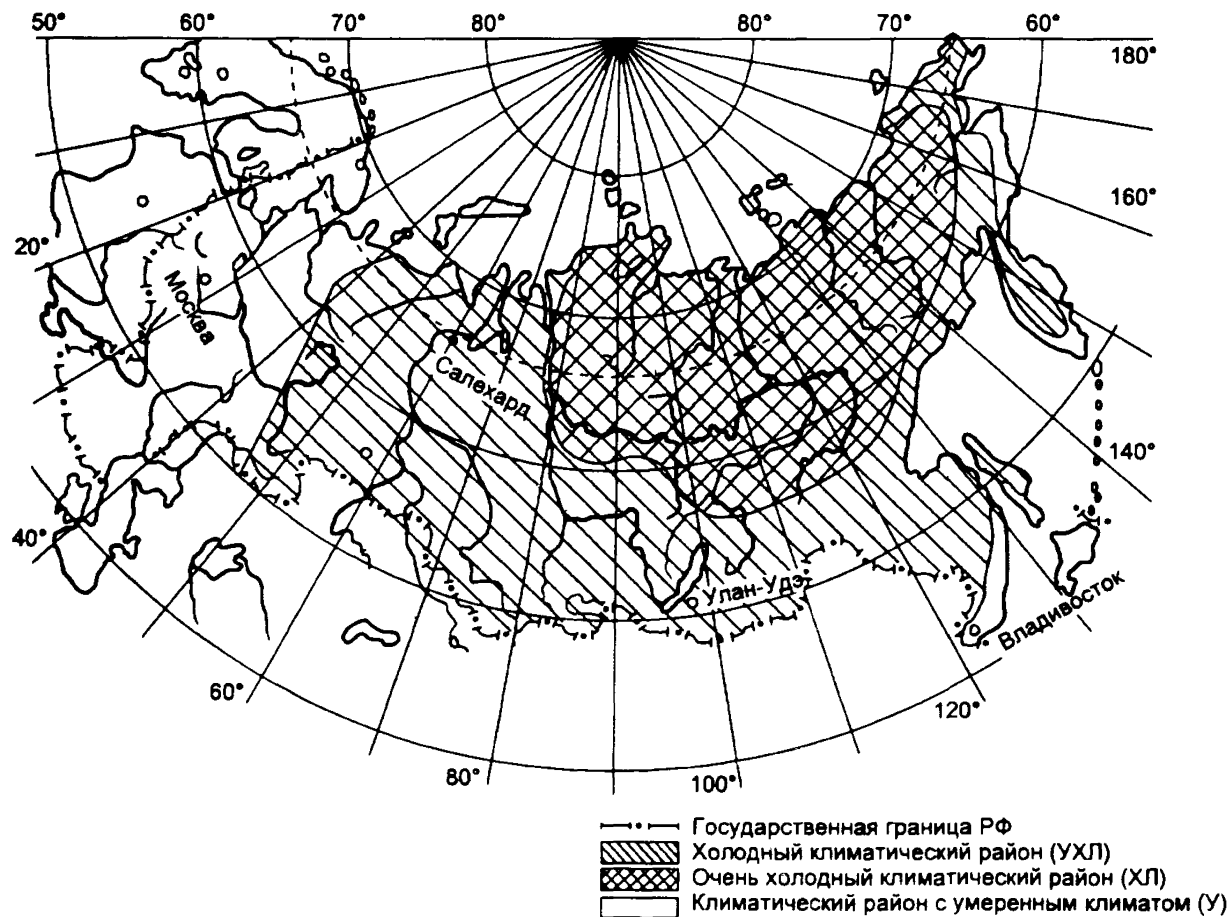 50° 60° 70° 80° 80° 70° 60°
180°
160°
20°
Москва
Салехард
140°
40°
Улан-Удэ
Владивосток
60°
120°
80°
100°
Государственная граница РФ
Холодный климатический район (УХЛ)
Очень холодный климатический район (ХЛ)
Климатический район с умеренным климатом (У)